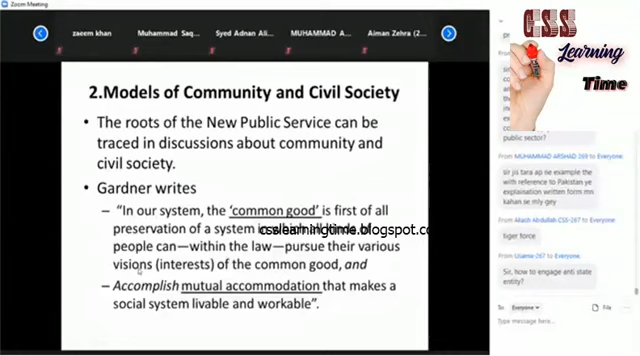 Zoom Meeting
zaeem khan
Muhammad Saq...
Syed Adnan Ali...
MUHAMMAD A...
Aiman Zehra (2...
CSS
Learning
Time
2.Models of Community and Civil Society
• The roots of the New Public Service can be
traced in discussions about community and
civil society.
• Gardner writes
– "In our system, the 'common good' is first of all
preservation of a system in which all kinds of
csslearningtime.blogspot.co
people can—within the law—pursue their various
visions (interests) of the common good, and
– Accomplish mutual accommodation that makes a
social system livable and workable".
public sector?
From MUHAMMAD ARSHAD 269 to Everyone
sir jis tara ap ne example the
with reference to Pakistan ye
explaisation written form mn
kahan se mly gey
From Akash Abdullah CSS-267 to Everyone
tiger force
From Usama-267 to Everyone
Sir, how to engage anti state
entity?
To: Everyone
File
Type message here...